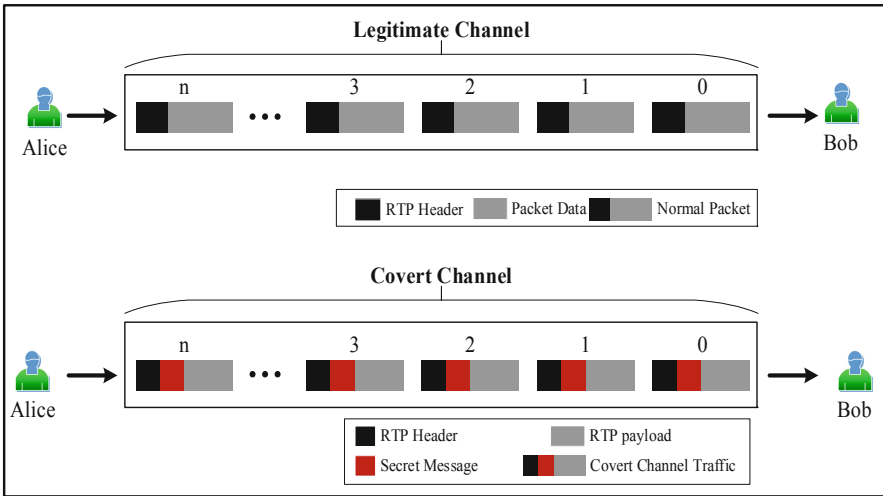 Legitimate Channel
n ••• 3 2 1 0
Alice
Bob
RTP Header Packet Data Normal Packet
Covert Channel
n ••• 3 2 1 0
Alice
Bob
RTP Header RTP payload
Secret Message Covert Channel Traffic